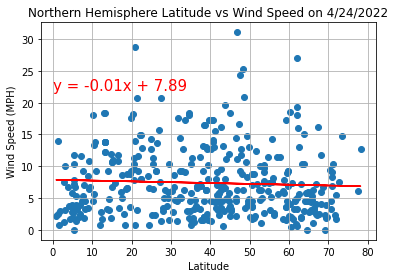 Northern Hemisphere Latitude vs Wind Speed on 4/24/2022
30
25
y = -0.01x + 7.89
20
15
10
5
0
Wind Speed (MPH)
0 10 20 30 40 50 60 70 80
Latitude